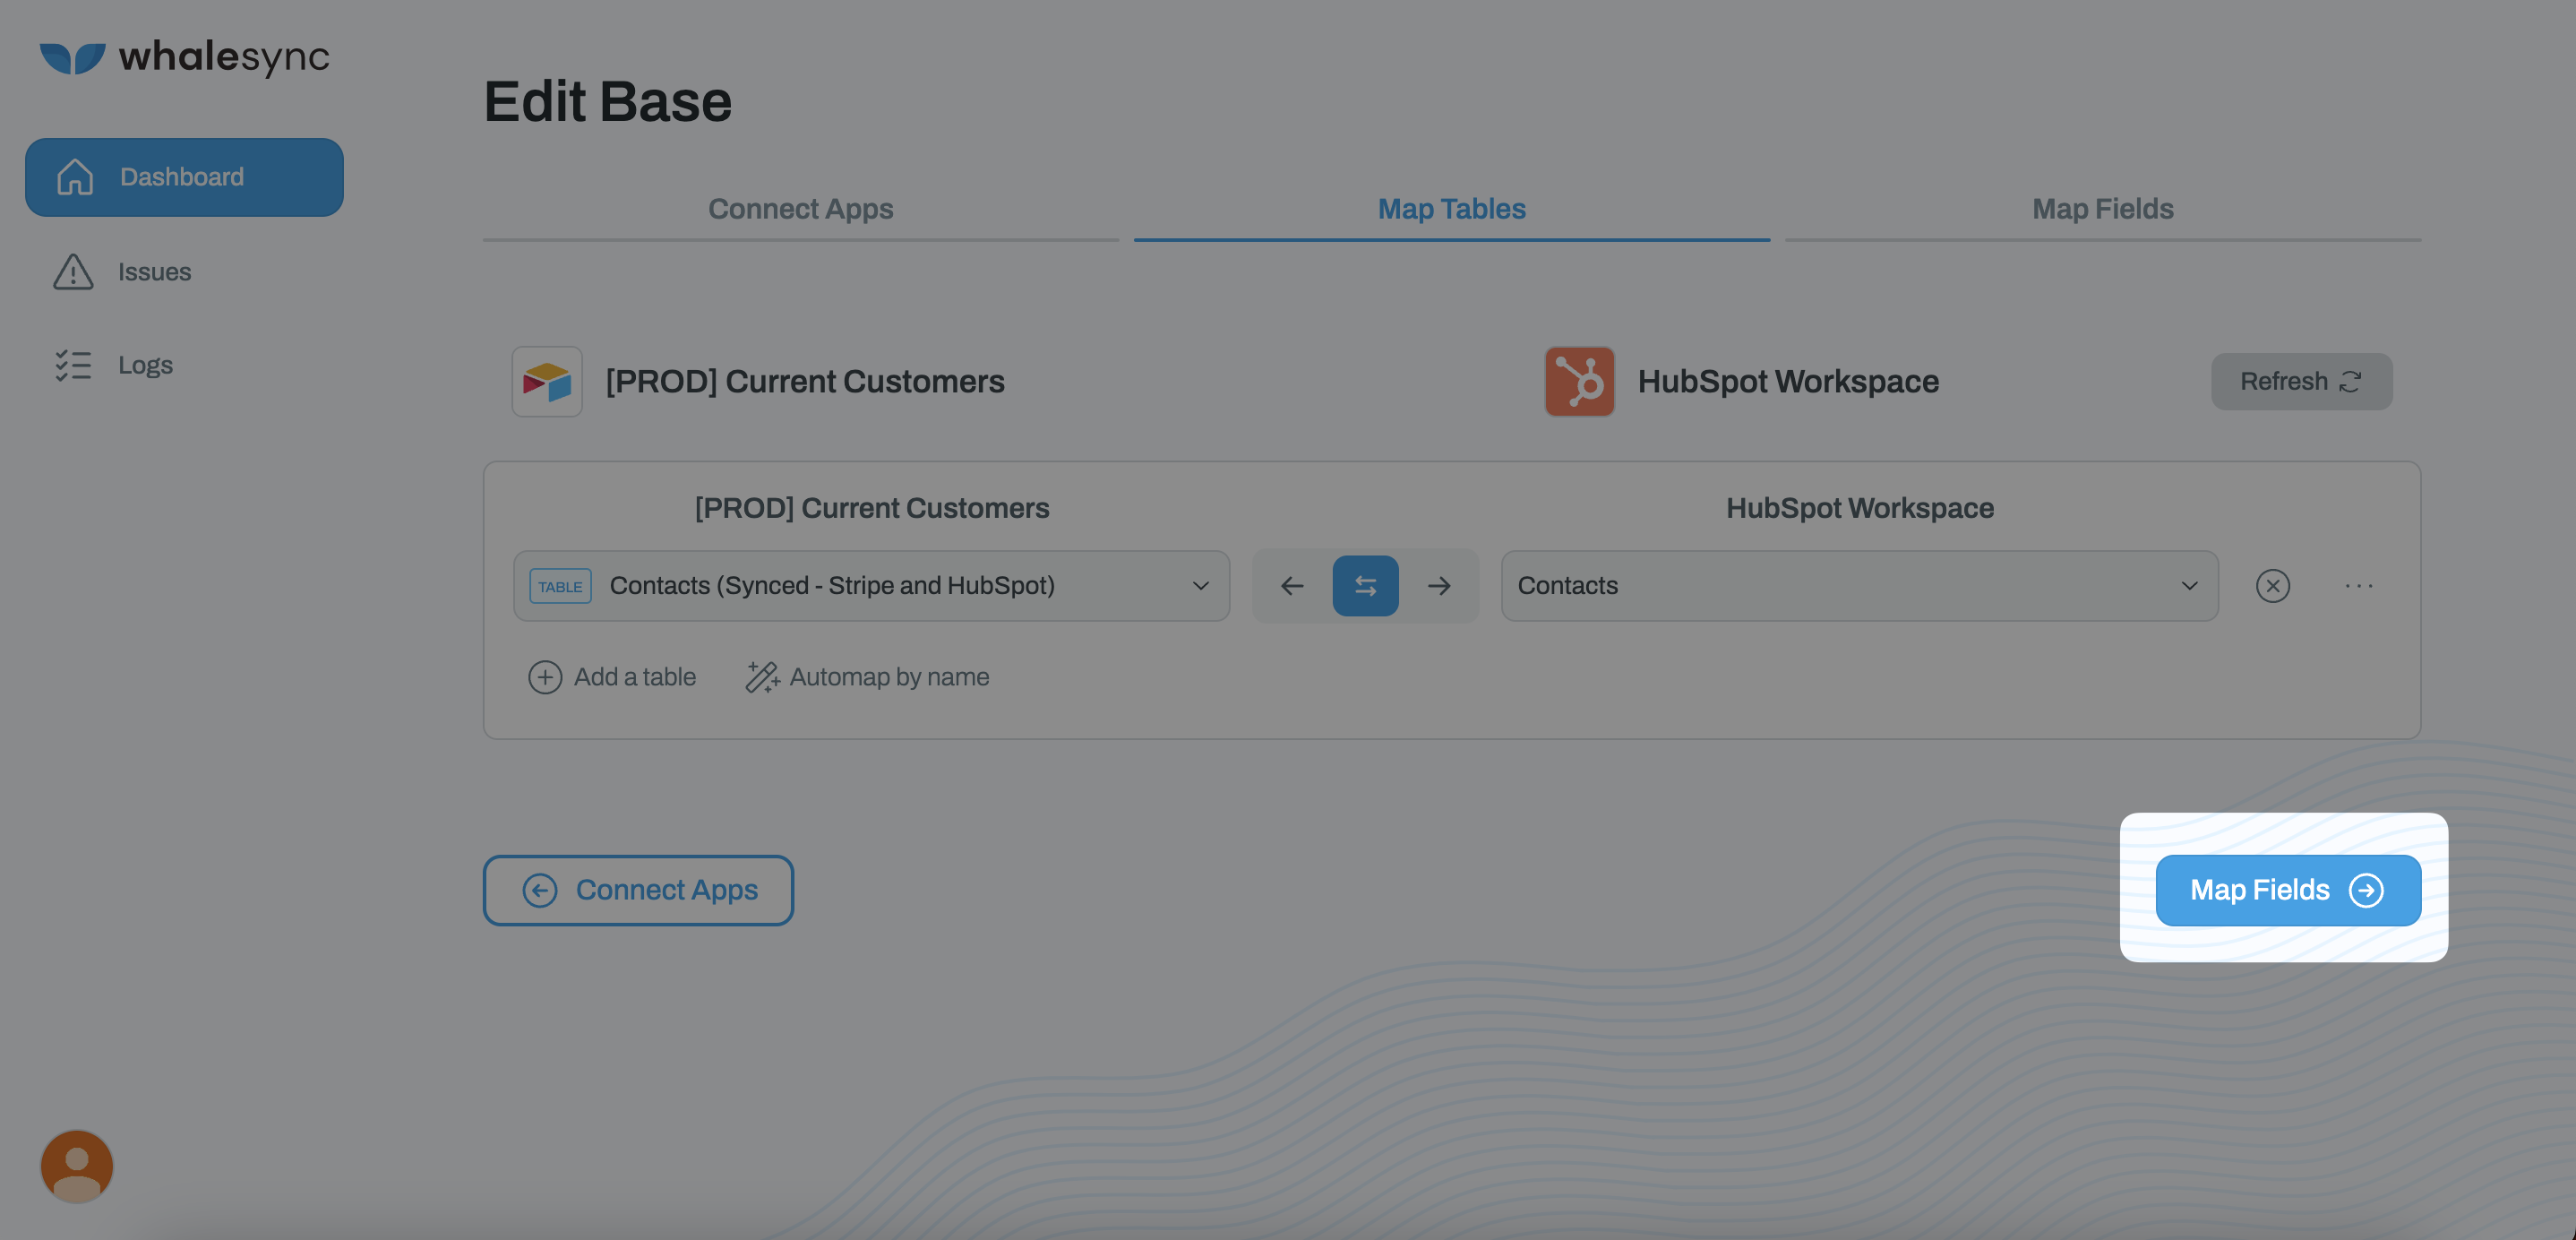 whalesync
Edit Base
Dashboard
Issues
Logs
Connect Apps
Map Tables
Map Fields
[PROD] Current Customers
HubSpot Workspace
Refresh
[PROD] Current Customers
HubSpot Workspace
TABLE Contacts (Synced - Stripe and HubSpot)
Contacts
Add a table
Automap by name
Connect Apps
Map Fields